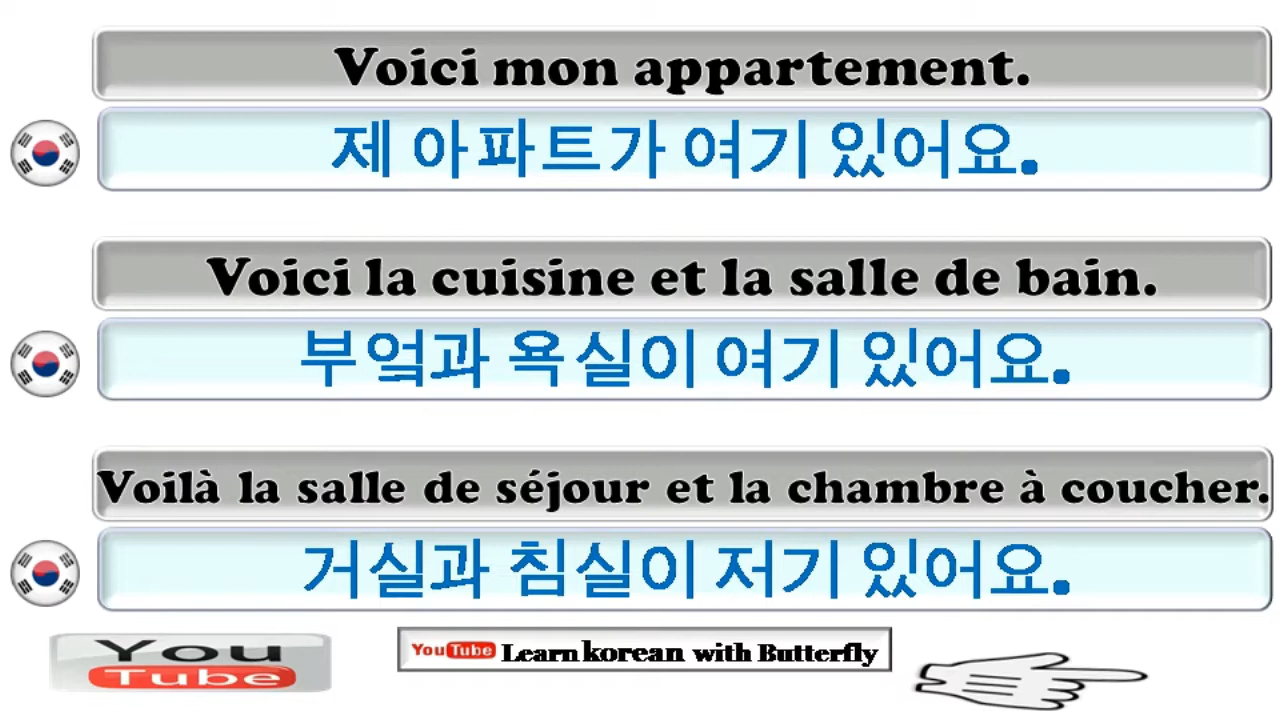 Voici mon appartement.
제 아파트가 여기 있어요.
Voici la cuisine et la salle de bain.
부엌과 욕실이 여기 있어요.
Voilà la salle de séjour et la chambre à coucher.
거실과 침실이 저기 있어요.
You Tube
YouTube Learn korean with Butterfly